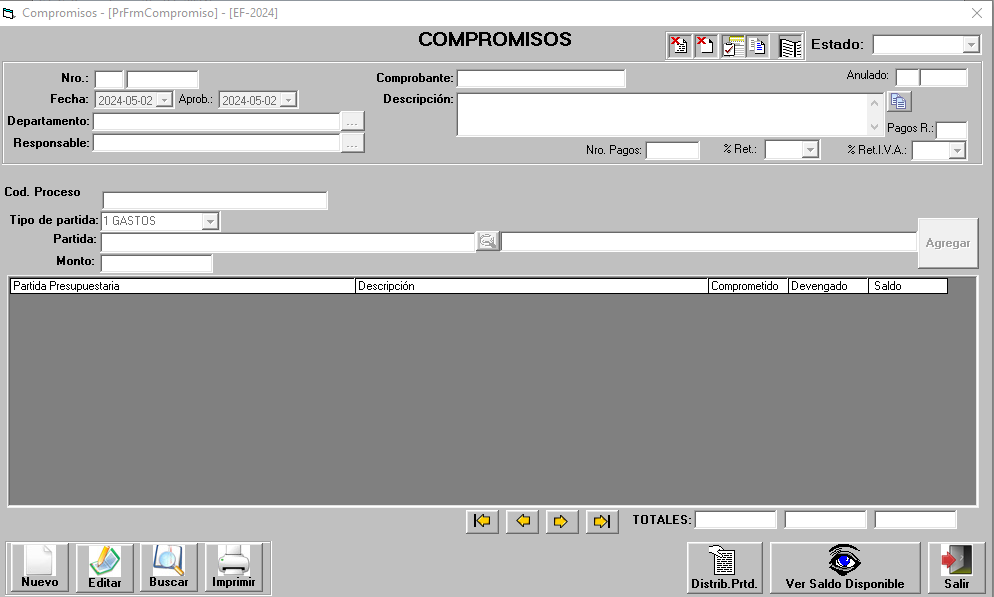 Compromisos - [PrFrmCompromiso] - [EF-2024]
COMPROMISOS
Estado:
Nro.:
Comprobante:
Anulado:
Fecha: 2024-05-02 Aprob.: 2024-05-02
Descripción:
Departamento: ...
Pagos R.:
Responsable: ...
Nro. Pagos: % Ret.: % Ret.I.V.A.:
Cod. Proceso
Tipo de partida: 1 GASTOS
Partida:
Agregar
Monto:
Partida Presupuestaria Descripción Comprometido Devengado Saldo
TOTALES:
Nuevo Editar Buscar Imprimir Distrib.Prtd. Ver Saldo Disponible Salir